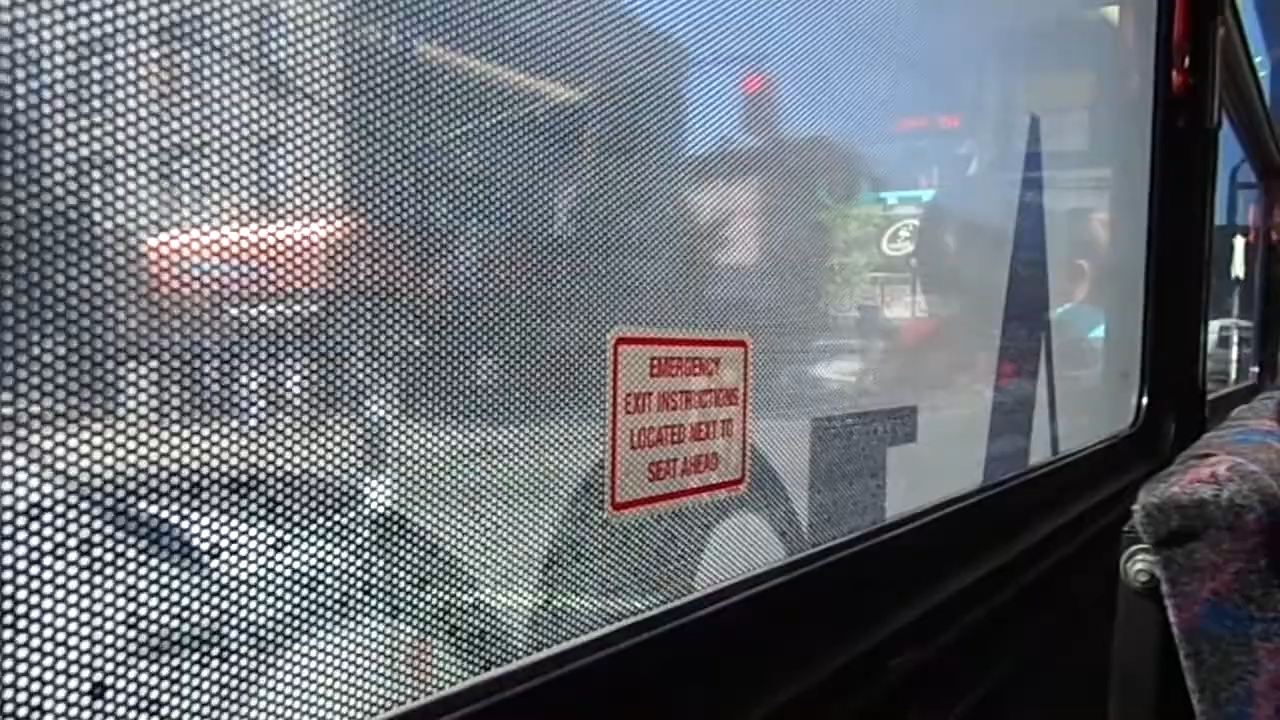 EMERGENCY
EXIT INSTRUCTIONS
LOCATED NEXT TO
SEAT AHEAD